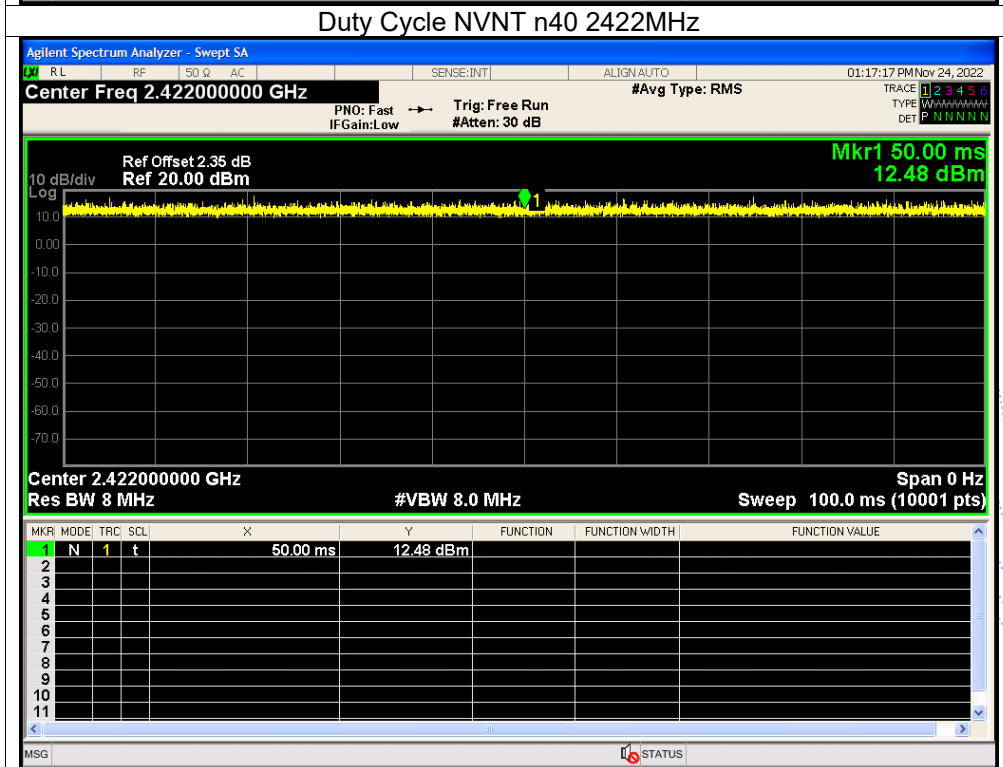 Duty Cycle NVNT n40 2422MHz
Agilent Spectrum Analyzer - Swept SA
LXI RL RF 50 Ω AC SENSE:INT ALIGN AUTO 01:17:17 PM Nov 24, 2022
Center Freq 2.422000000 GHz #Avg Type: RMS TRACE 1 2 3 4 5 6
PNO: Fast Trig: Free Run TYPE WWWWWW
IFGain:Low #Atten: 30 dB DET P N N N N N
Mkr1 50.00 ms
Ref Offset 2.35 dB
12.48 dBm
10 dB/div Ref 20.00 dBm
Log
1
10.0
0.00
-10.0
-20.0
-30.0
-40.0
-50.0
-60.0
-70.0
Center 2.422000000 GHz Span 0 Hz
Res BW 8 MHz #VBW 8.0 MHz Sweep 100.0 ms (10001 pts)
MKR MODE TRC SCL X Y FUNCTION FUNCTION WIDTH FUNCTION VALUE
1 N 1 t 50.00 ms 12.48 dBm
2
3
4
5
6
7
8
9
10
11
MSG STATUS